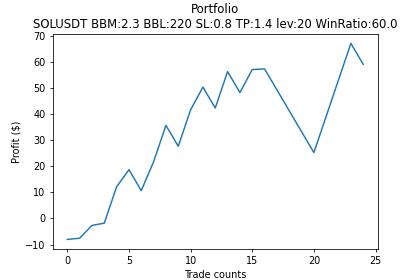 Portfolio
SOLUSDT BBM:2.3 BBL:220 SL:0.8 TP:1.4 lev:20 WinRatio:60.0
Profit ($)
70
60
50
40
30
20
10
0
−10
0 5 10 15 20 25
Trade counts